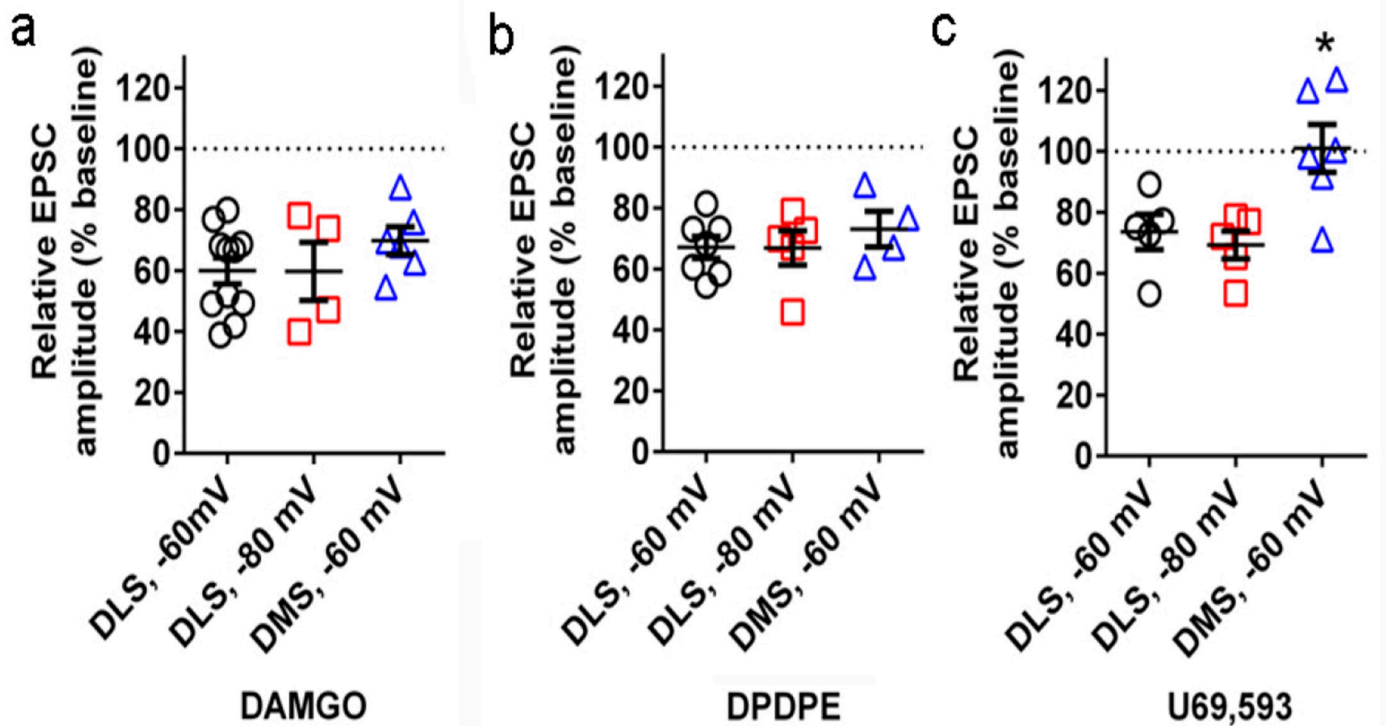 a
Relative EPSC
amplitude (% baseline)
120
100
80
60
40
20
0
DLS, -60mV
DLS, -80 mV
DMS, -60 mV
DAMGO
b
Relative EPSC
amplitude (% baseline)
120
100
80
60
40
20
0
DLS, -60 mV
DLS, -80 mV
DMS, -60 mV
DPDPE
c
Relative EPSC
amplitude (% baseline)
120
100
80
60
40
20
0
*
DLS, -60 mV
DLS, -80 mV
DMS, -60 mV
U69,593